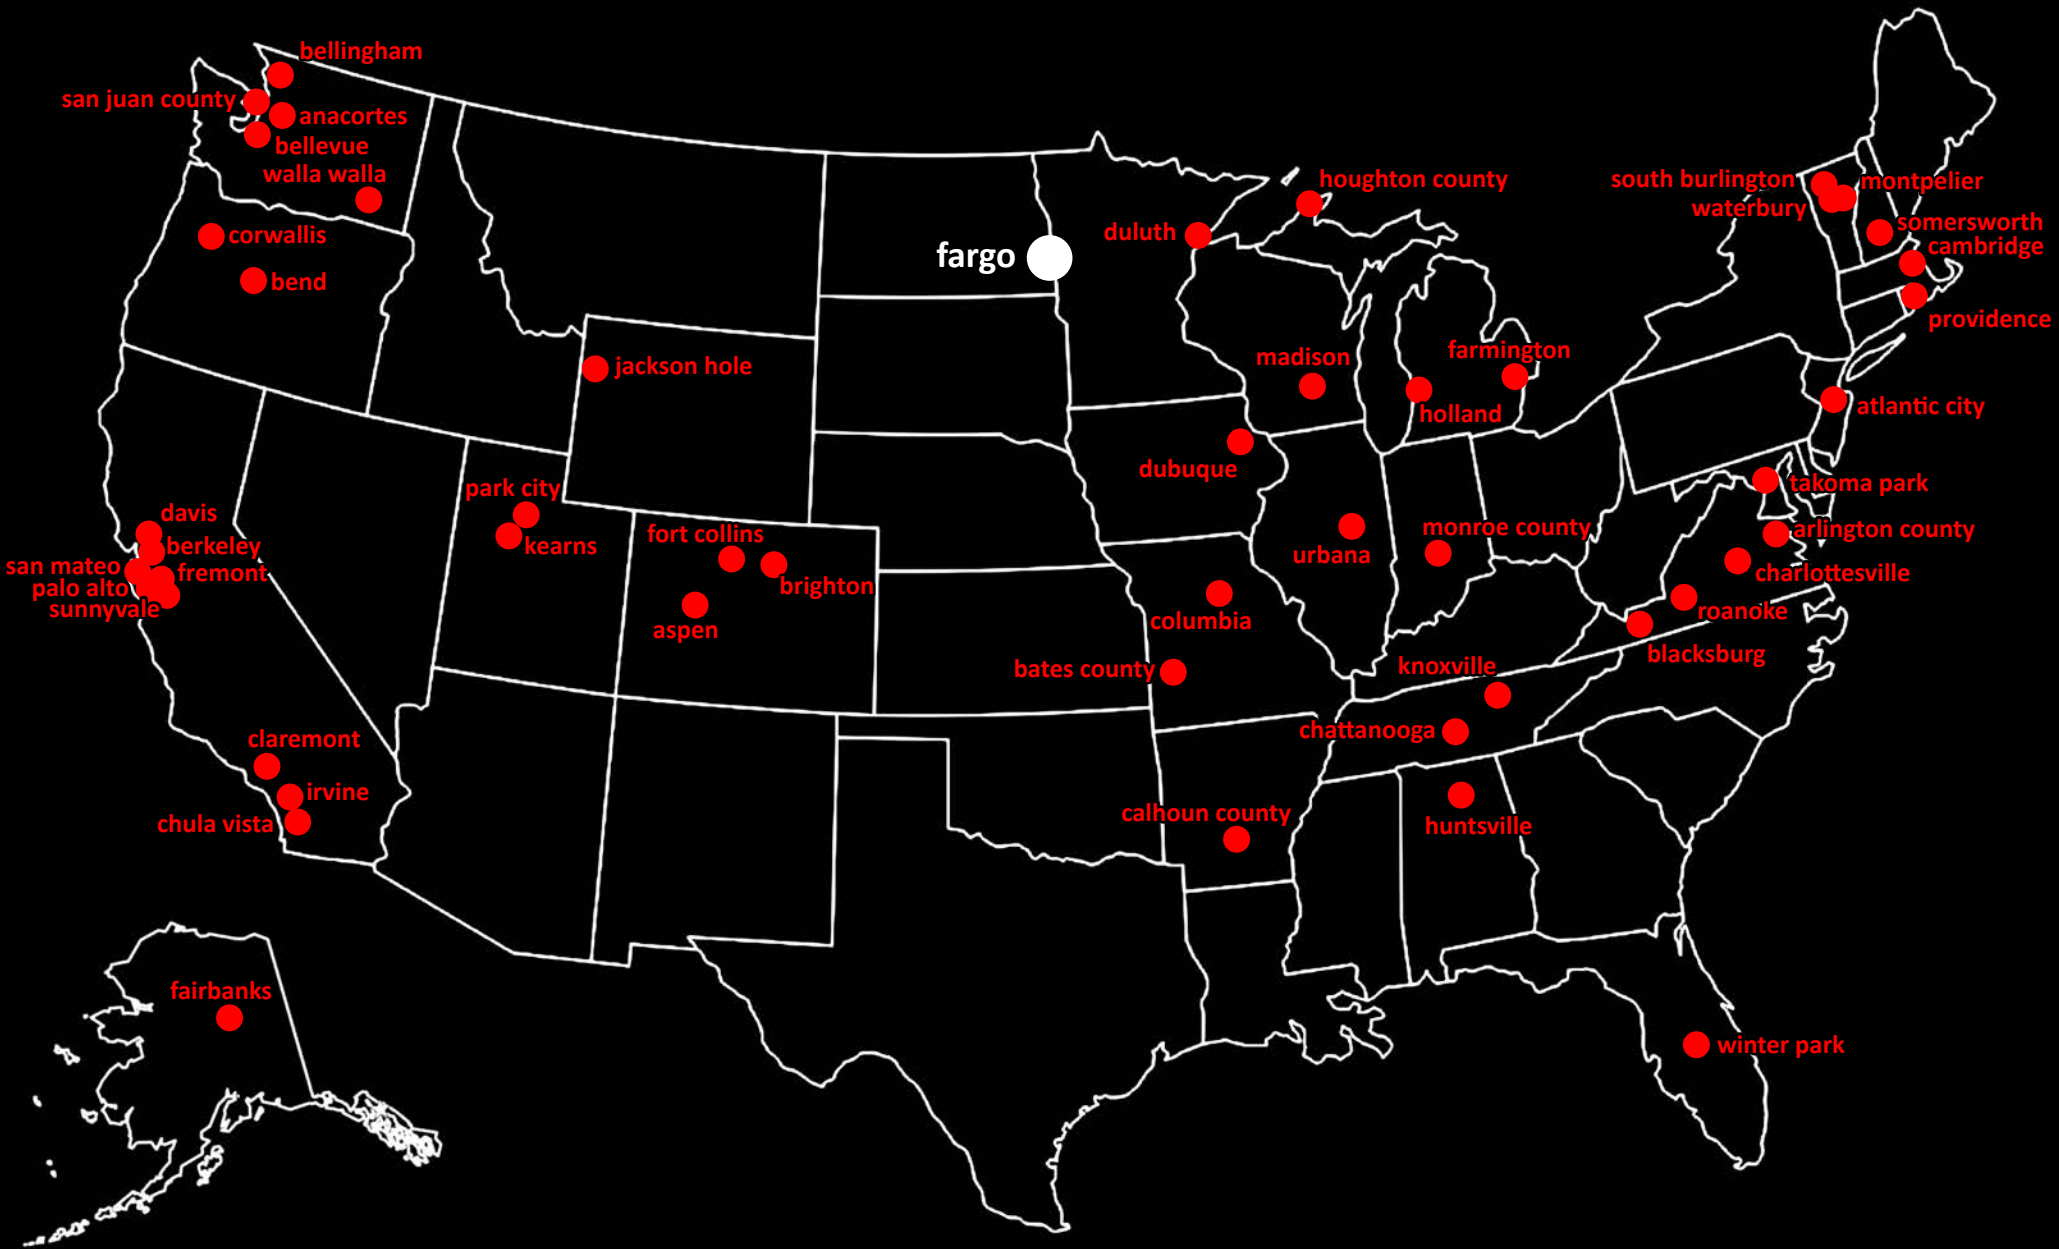 bellingham
san juan county
anacortes
bellevue
walla walla
corwallis
bend
fargo
duluth
houghton county
south burlington
montpelier
waterbury
somersworth
cambridge
providence
jackson hole
madison
farmington
holland
atlantic city
dubuque
park city
kearns
fort collins
brighton
aspen
davis
berkeley
san mateo
fremont
palo alto
sunnyvale
urbana
monroe county
takoma park
arlington county
charlottesville
roanoke
blacksburg
columbia
bates county
knoxville
chattanooga
claremont
irvine
chula vista
calhoun county
huntsville
fairbanks
winter park